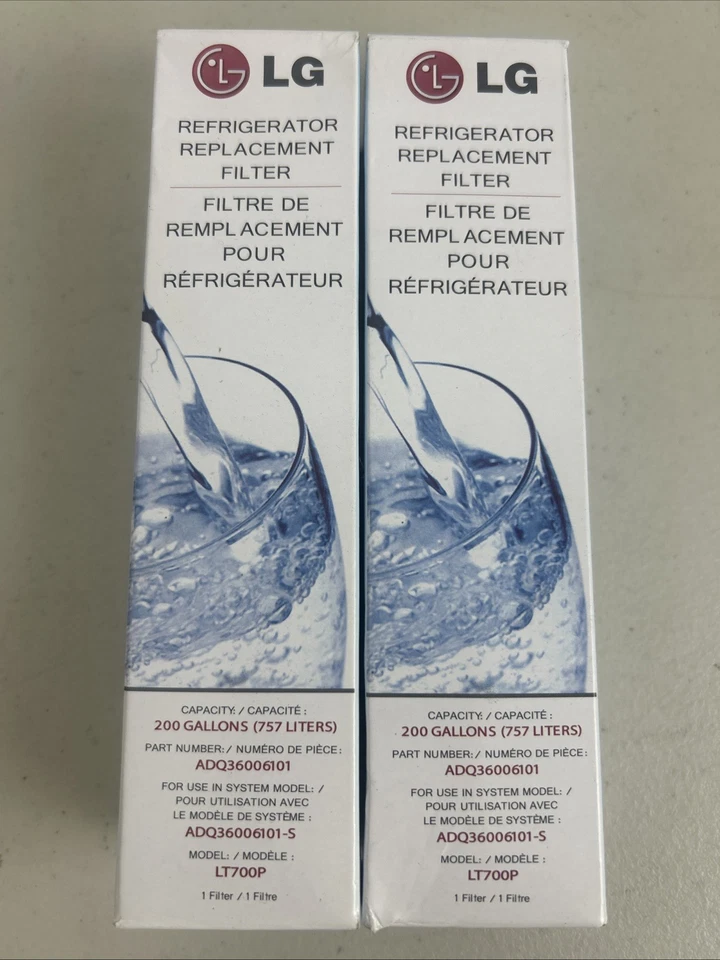 LG
REFRIGERATOR
REPLACEMENT
FILTER
FILTRE DE
REMPLACEMENT
POUR
RÉFRIGÉRATEUR
CAPACITY: / CAPACITÉ :
200 GALLONS (757 LITERS)
PART NUMBER: / NUMÉRO DE PIÈCE:
ADQ36006101
FOR USE IN SYSTEM MODEL: /
POUR UTILISATION AVEC
LE MODÈLE DE SYSTÉME :
ADQ36006101-S
MODEL: / MODÈLE :
LT700P
1 Filter / 1 Filtre
LG
REFRIGERATOR
REPLACEMENT
FILTER
FILTRE DE
REMPLACEMENT
POUR
RÉFRIGÉRATEUR
CAPACITY: / CAPACITÉ :
200 GALLONS (757 LITERS)
PART NUMBER: / NUMÉRO DE PIÈCE:
ADQ36006101
FOR USE IN SYSTEM MODEL: /
POUR UTILISATION AVEC
LE MODÈLE DE SYSTÉME :
ADQ36006101-S
MODEL: / MODÈLE :
LT700P
1 Filter / 1 Filtre